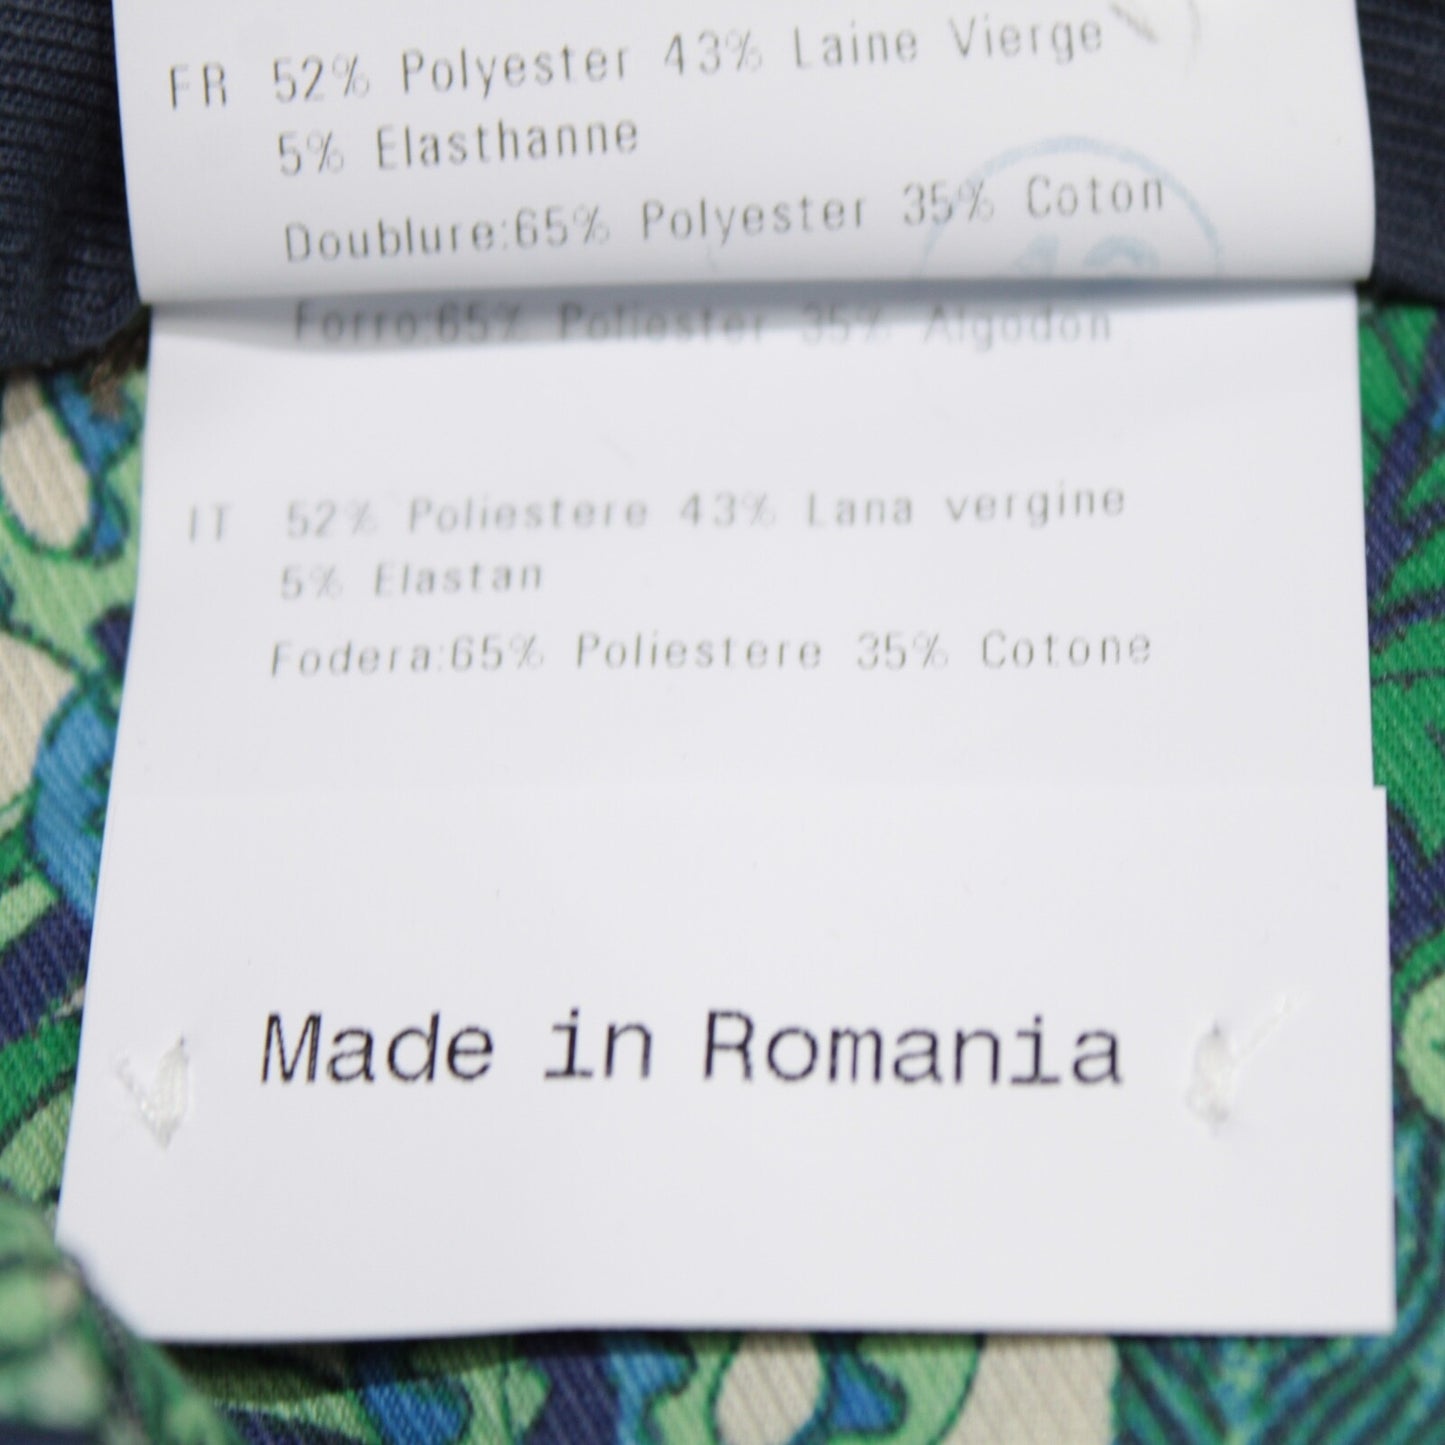 FR 52% Polyester 43% Laine Vierge
5% Elasthanne
Doublure:65% Polyester 35% Coton
Forro:65% Poliester 35% Algodón
IT 52% Poliestere 43% Lana vergine
5% Elastan
Fodera:65% Poliestere 35% Cotone
Made in Romania